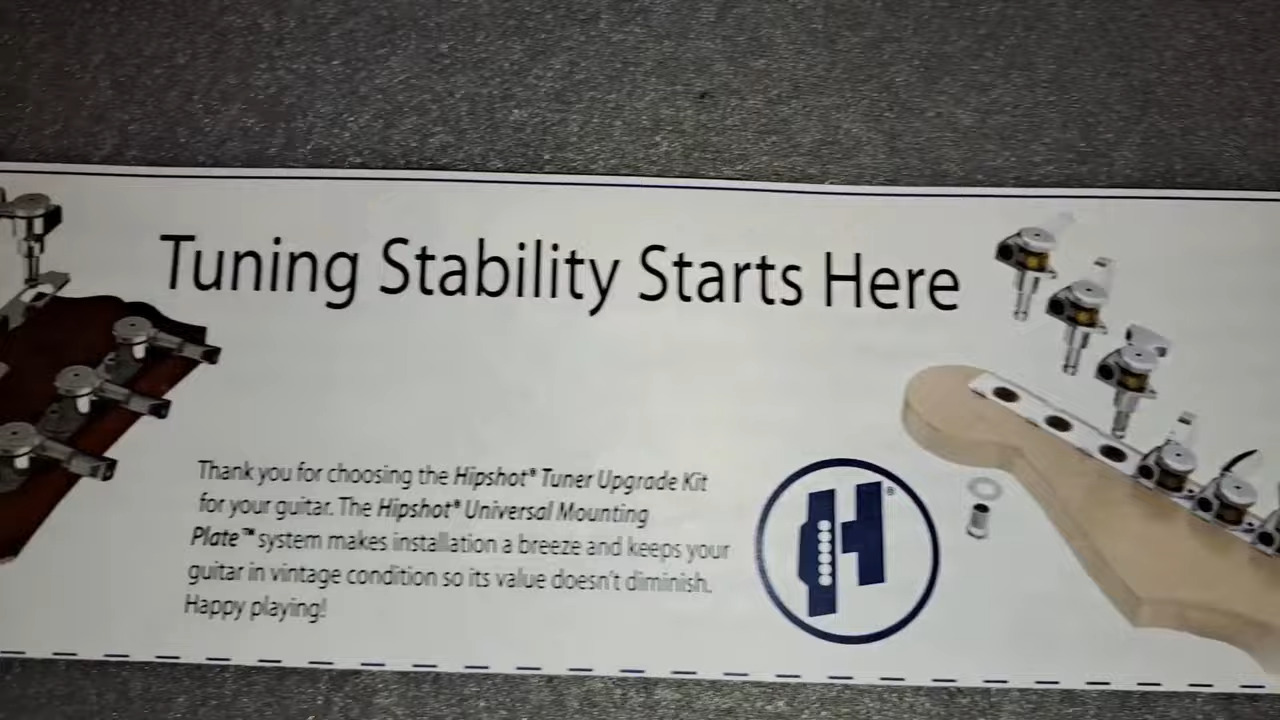 Tuning Stability Starts Here
Thank you for choosing the Hipshot® Tuner Upgrade Kit
for your guitar. The Hipshot® Universal Mounting
Plate™ system makes installation a breeze and keeps your
guitar in vintage condition so its value doesn't diminish.
Happy playing!
H®